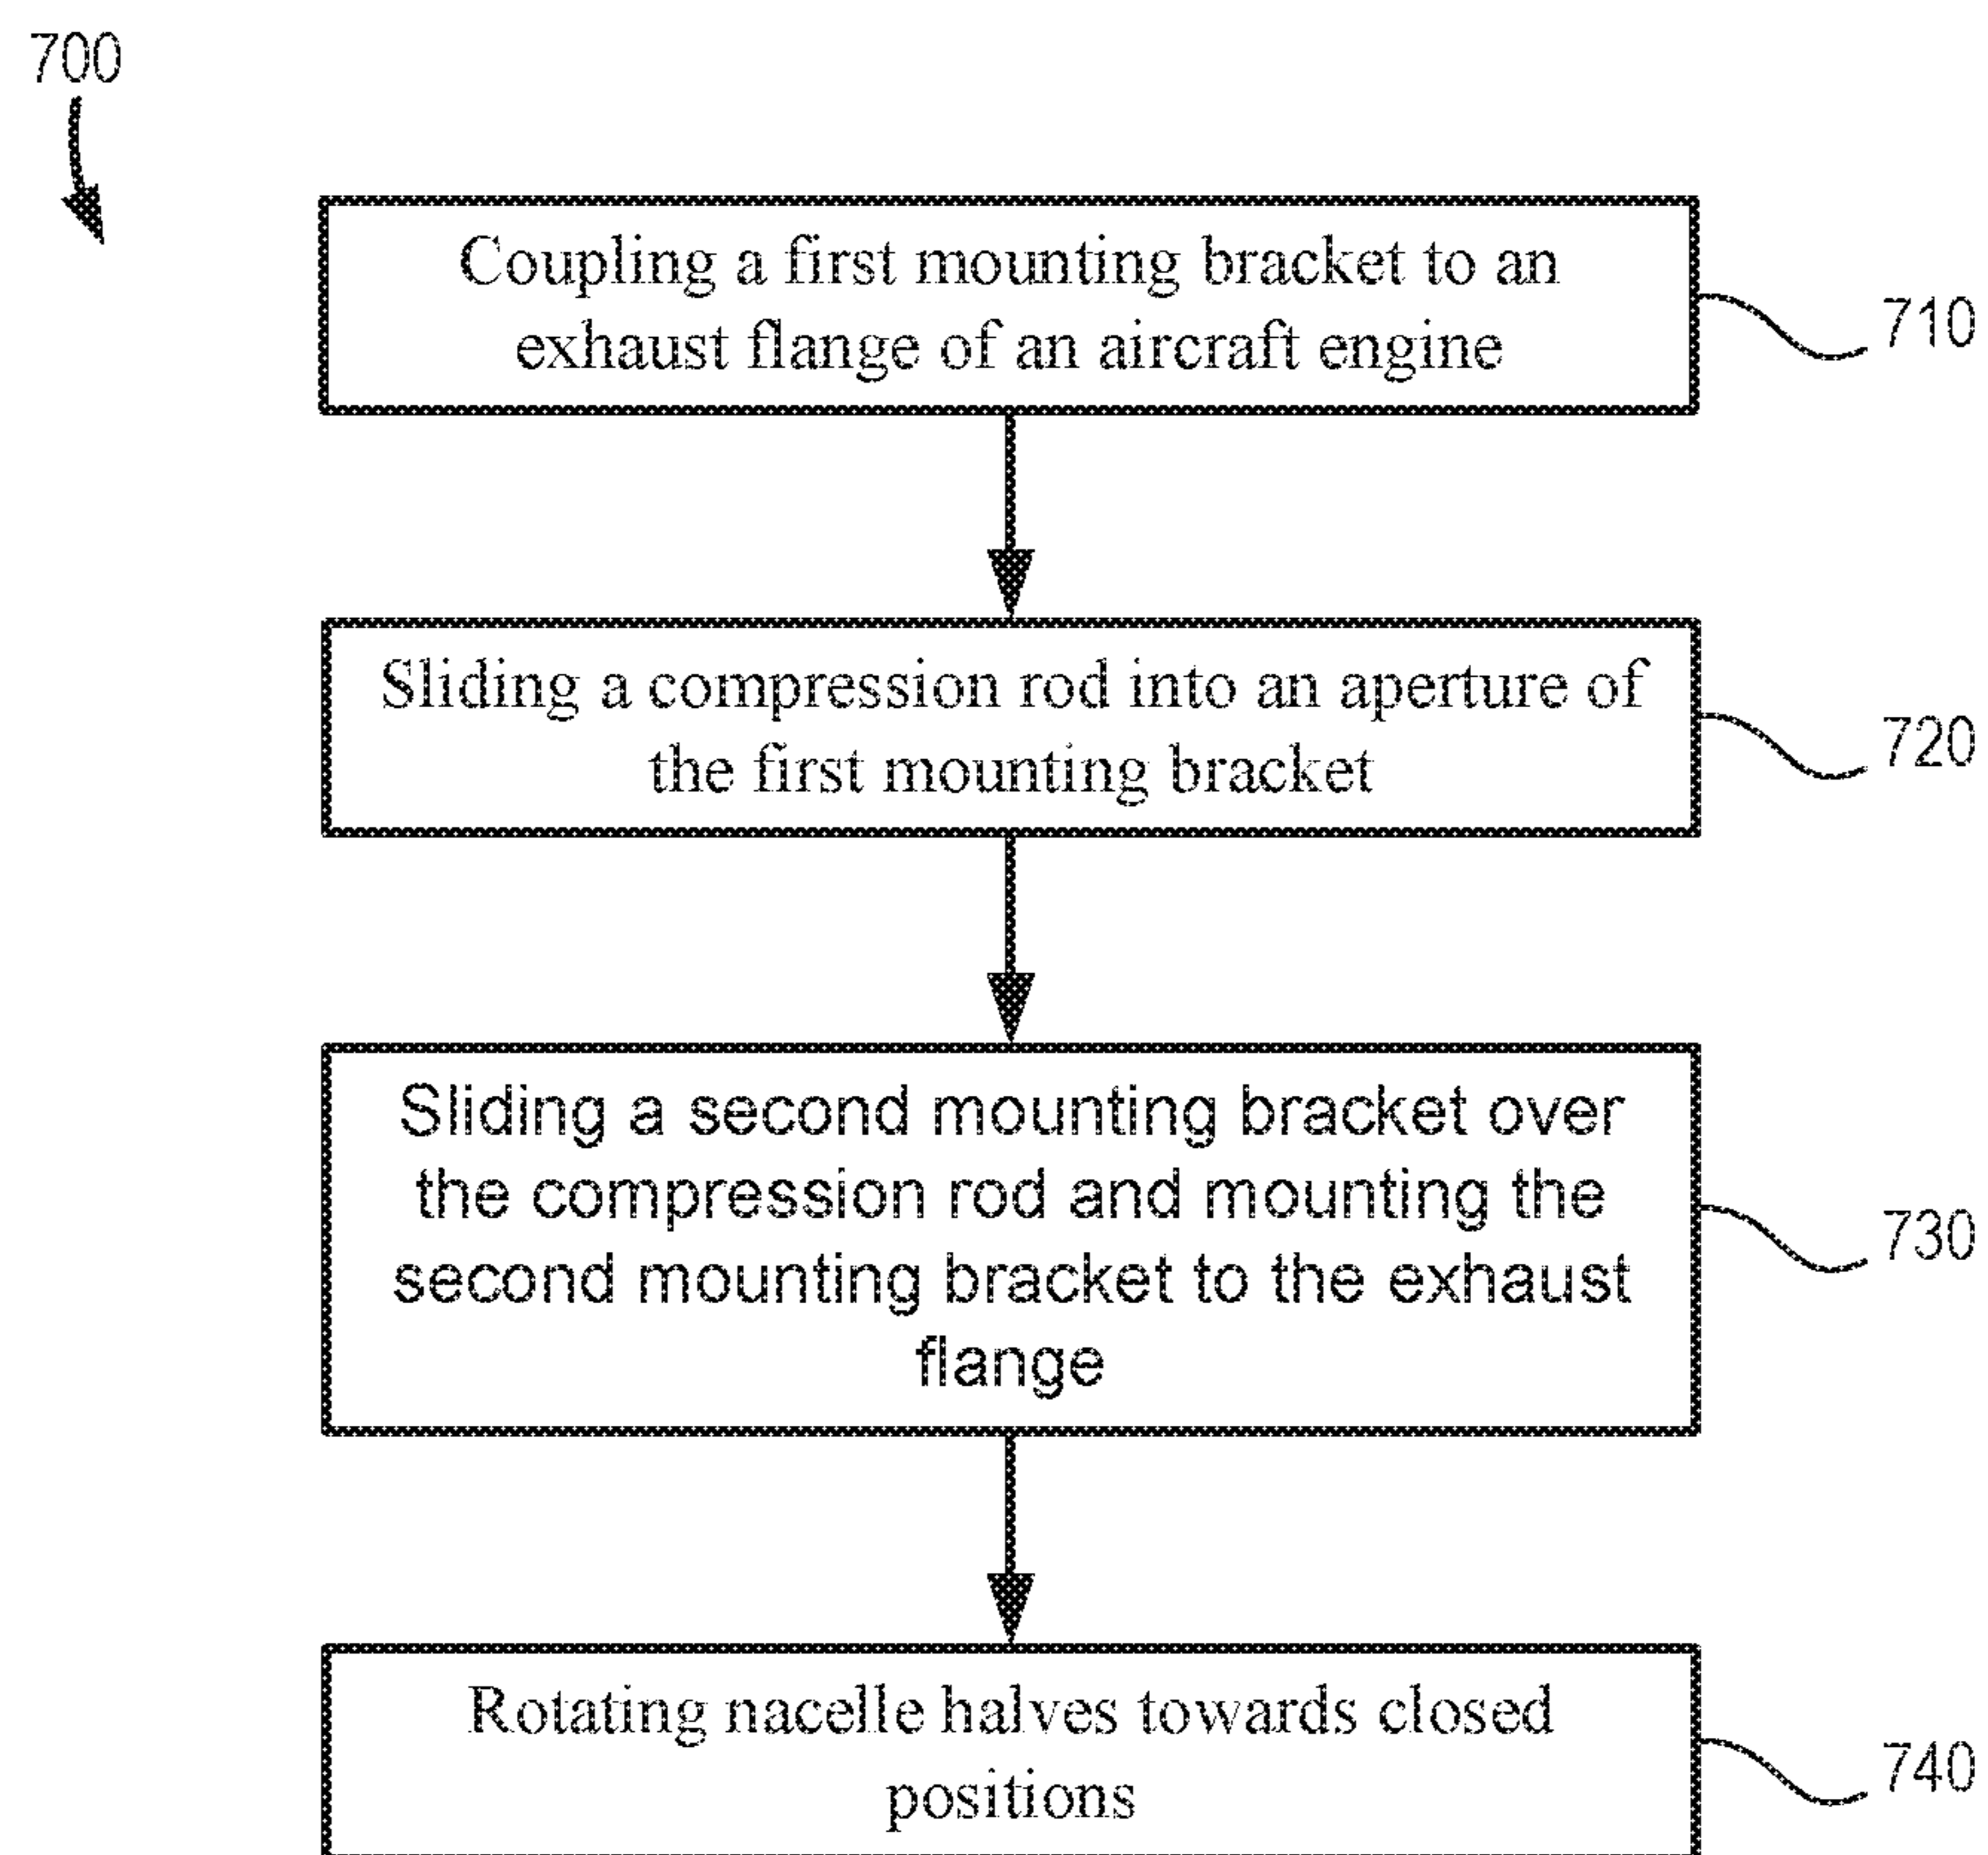 700
Coupling a first mounting bracket to an
exhaust flange of an aircraft engine
710
Sliding a compression rod into an aperture of
the first mounting bracket
720
Sliding a second mounting bracket over
the compression rod and mounting the
second mounting bracket to the exhaust
flange
730
Rotating nacelle halves towards closed
positions
740